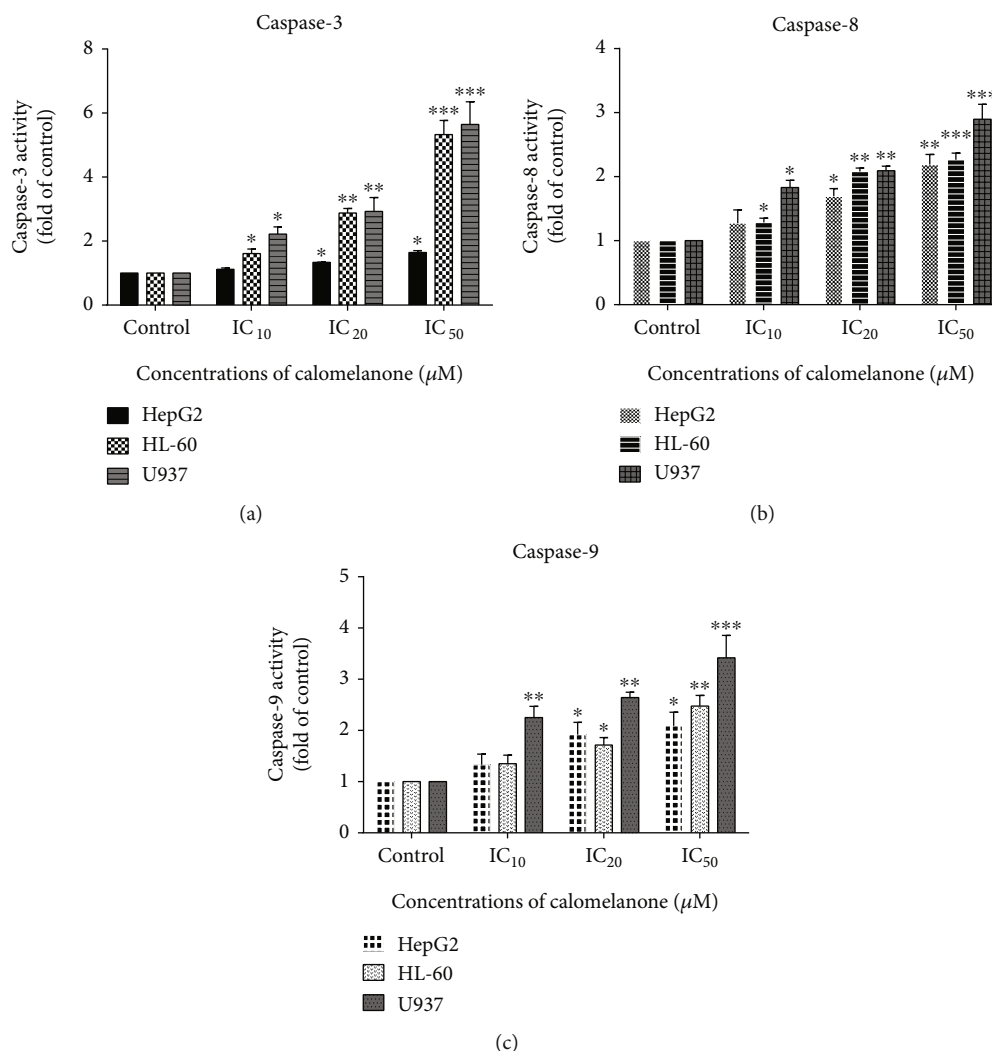 Caspase-3
8
6
4
2
0
Caspase-3 activity
(fold of control)
* *
* ** **
* *** ***
Control IC₁₀ IC₂₀ IC₅₀
Concentrations of calomelanone (μM)
HepG2
HL-60
U937
(a)
Caspase-8
4
3
2
1
0
Caspase-8 activity
(fold of control)
* *
* ** **
** *** ***
Control IC₁₀ IC₂₀ IC₅₀
Concentrations of calomelanone (μM)
HepG2
HL-60
U937
(b)
Caspase-9
5
4
3
2
1
0
Caspase-9 activity
(fold of control)
**
* * **
* ** ***
Control IC₁₀ IC₂₀ IC₅₀
Concentrations of calomelanone (μM)
HepG2
HL-60
U937
(c)